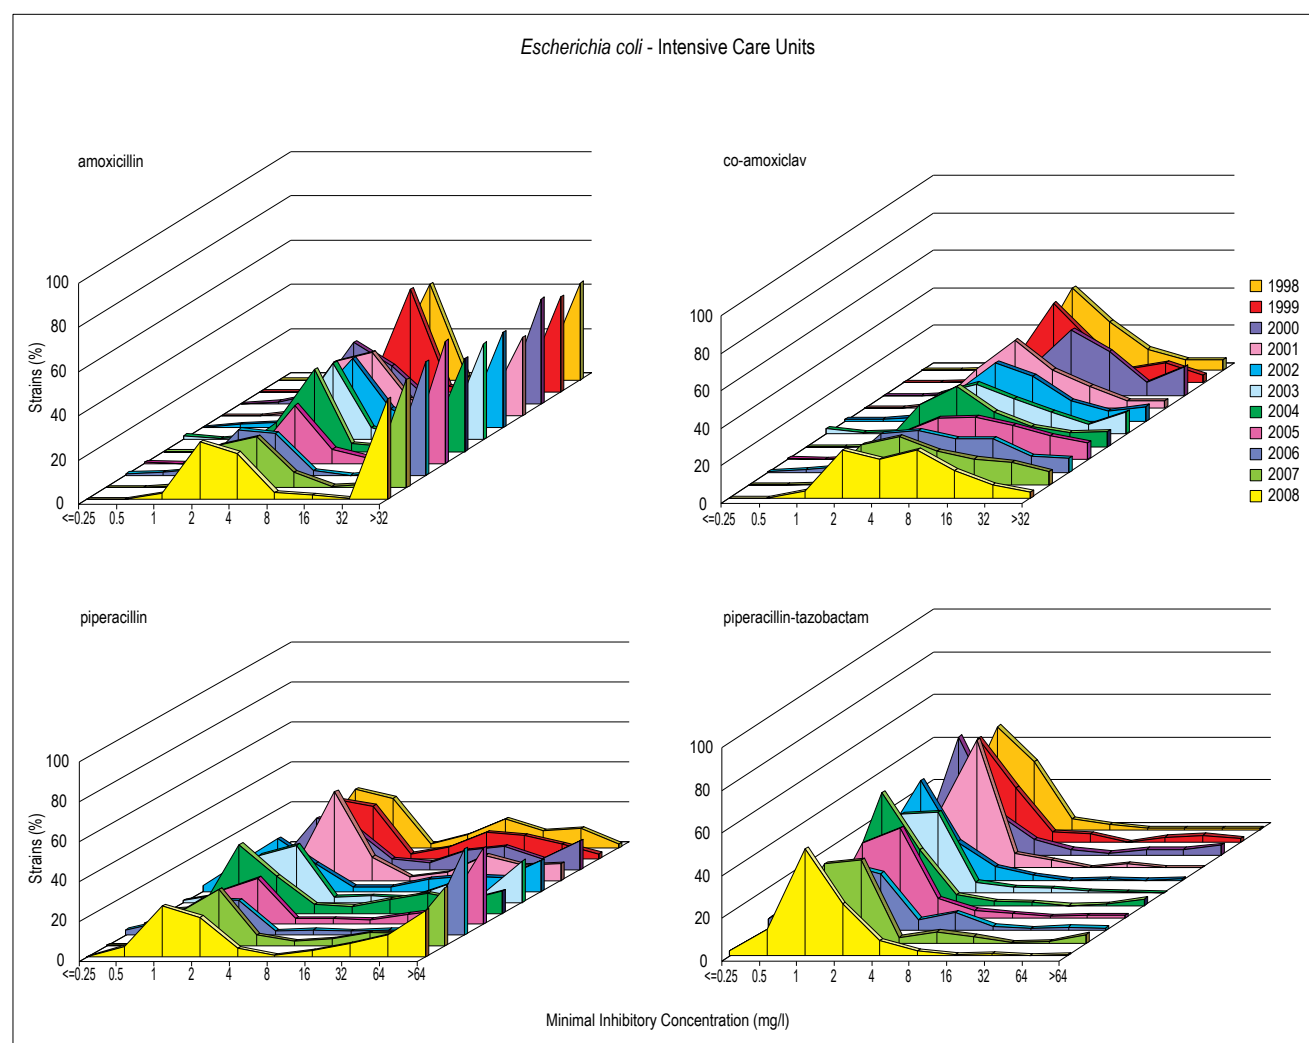 Escherichia coli - Intensive Care Units
amoxicillin
co-amoxiclav
Strains (%)
100
80
60
40
20
0
<=0.25 0.5 1 2 4 8 16 32 >32
100
80
60
40
20
0
<=0.25 0.5 1 2 4 8 16 32 >32
1998
1999
2000
2001
2002
2003
2004
2005
2006
2007
2008
piperacillin
piperacillin-tazobactam
Strains (%)
100
80
60
40
20
0
<=0.25 0.5 1 2 4 8 16 32 64 >64
100
80
60
40
20
0
<=0.25 0.5 1 2 4 8 16 32 64 >64
Minimal Inhibitory Concentration (mg/l)